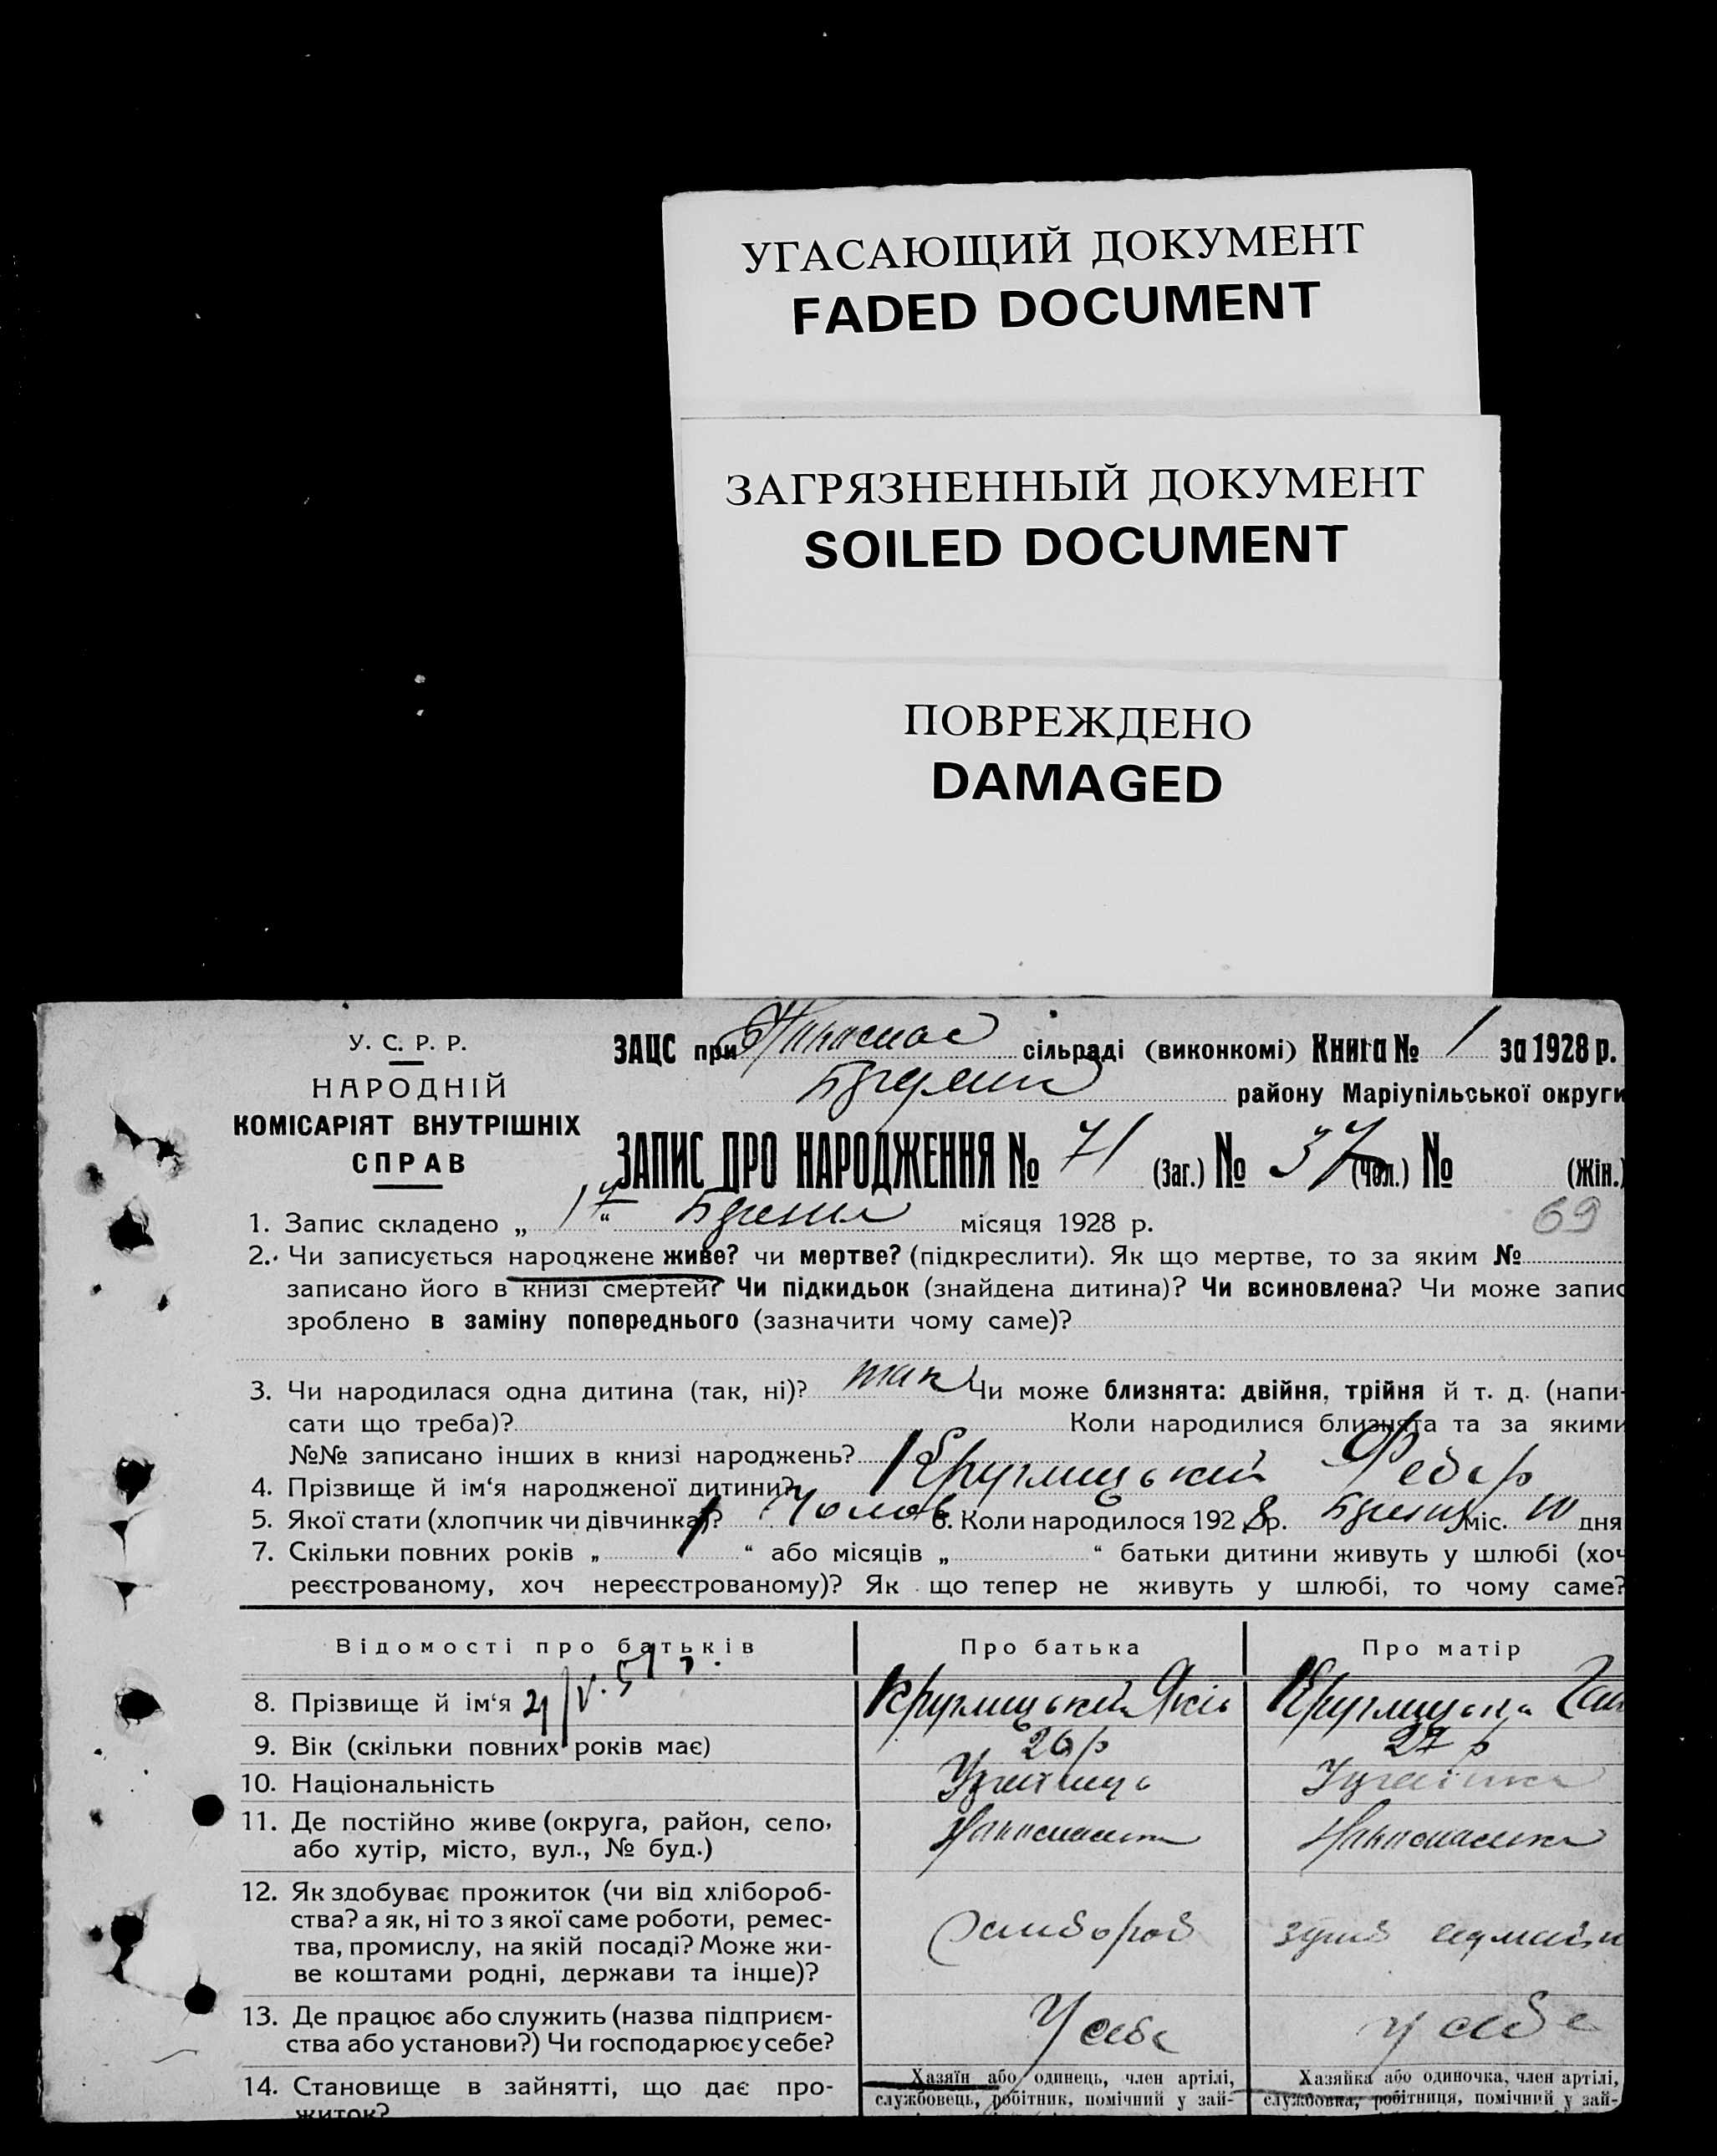 УГАСАЮЩИЙ ДОКУМЕНТ
FADED DOCUMENT
ЗАГРЯЗНЕННЫЙ ДОКУМЕНТ
SOILED DOCUMENT
ПОВРЕЖДЕНО
DAMAGED
У. С. Р. Р.
НАРОДНІЙ
КОМІСАРІЯТ ВНУТРІШНІХ
СПРАВ
ЗАЦС при сільраді (виконкомі) Книга № 1 за 1928 р.
району Маріупільської округи
ЗАПИС ПРО НАРОДЖЕННЯ № 71 (Заг.) № 37 (Чол.) № (Жін.)
69
1. Запис складено „ 17 “ місяця 1928 р.
2. Чи записується народжене живе? чи мертве? (підкреслити). Як що мертве, то за яким №
записано його в книзі смертей? Чи підкидьок (знайдена дитина)? Чи всиновлена? Чи може запис
зроблено в заміну попереднього (зазначити чому саме)?
3. Чи народилася одна дитина (так, ні)? так Чи може близнята: двійня, трійня й т. д. (напи-
сати що треба)? Коли народилися близнята та за якими
№№ записано інших в книзі народжень?
4. Прізвище й ім‘я народженої дитини? Круглицький Федір
5. Якої стати (хлопчик чи дівчинка)? Чолов 6. Коли народилося 1928 р. міс. 10 дня
7. Скільки повних років „ “ або місяців „ “ батьки дитини живуть у шлюбі (хоч
реєстрованому, хоч нереєстрованому)? Як що тепер не живуть у шлюбі, то чому саме?
Відомості про батьків Про батька Про матір
8. Прізвище й ім‘я Круглицький Яків Круглицька
9. Вік (скільки повних років має) 26 р 27 р
10. Національність Українець Українка
11. Де постійно живе (округа, район, село,
або хутір, місто, вул., № буд.)
12. Як здобуває прожиток (чи від хлібороб-
ства? а як, ні то з якої саме роботи, ремес-
тва, промислу, на якій посаді? Може жи-
ве коштами родні, держави та інше)?
13. Де працює або служить (назва підприєм-
ства або установи?) Чи господарює у себе?
У себе у себе
14. Становище в зайнятті, що дає про-
житок?
Хазяїн або одинець, член артілі,
службовець, робітник, помічний у зай-
Хазяйка або одиночка, член артілі,
службовка, робітниця, помічний у зай-